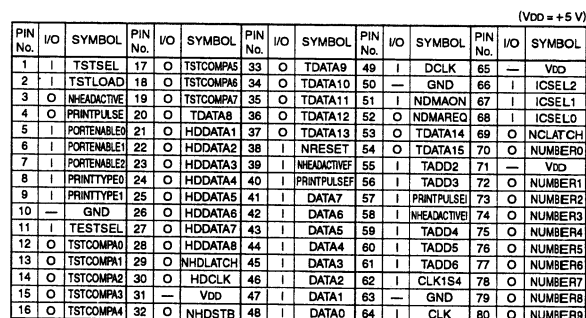 (VDD = +5 V)
PIN No. I/O SYMBOL PIN No. I/O SYMBOL PIN No. I/O SYMBOL PIN No. I/O SYMBOL PIN No. I/O SYMBOL
1 I TSTSEL 17 O TSTCOMPA5 33 O TDATA9 49 I DCLK 65 — VDD
2 I TSTLOAD 18 O TSTCOMPA6 34 O TDATA10 50 — GND 66 I ICSEL2
3 O NHEADACTIVE 19 O TSTCOMPA7 35 O TDATA11 51 I NDMAON 67 I ICSEL1
4 O PRINTPULSE 20 O TDATA8 36 O TDATA12 52 O NDMAREQ 68 I ICSEL0
5 I PORTENABLE0 21 O HDDATA1 37 O TDATA13 53 O TDATA14 69 O NCLATCH
6 I PORTENABLE1 22 O HDDATA2 38 I NRESET 54 O TDATA15 70 O NUMBER0
7 I PORTENABLE2 23 O HDDATA3 39 I NHEADACTIVEF 55 I TADD2 71 — VDD
8 I PRINTTYPE0 24 O HDDATA4 40 I PRINTPULSEF 56 I TADD3 72 O NUMBER1
9 I PRINTTYPE1 25 O HDDATA5 41 I DATA7 57 I PRINTPULSEI 73 O NUMBER2
10 — GND 26 O HDDATA6 42 I DATA6 58 I NHEADACTIVEI 74 O NUMBER3
11 I TESTSEL 27 O HDDATA7 43 I DATA5 59 I TADD4 75 O NUMBER4
12 O TSTCOMPA0 28 O HDDATA8 44 I DATA4 60 I TADD5 76 O NUMBER5
13 O TSTCOMPA1 29 O NHDLATCH 45 I DATA3 61 I TADD6 77 O NUMBER6
14 O TSTCOMPA2 30 O HDCLK 46 I DATA2 62 I CLK1S4 78 O NUMBER7
15 O TSTCOMPA3 31 — VDD 47 I DATA1 63 — GND 79 O NUMBER8
16 O TSTCOMPA4 32 O NHDSTB 48 I DATA0 64 I CLK 80 O NUMBER9